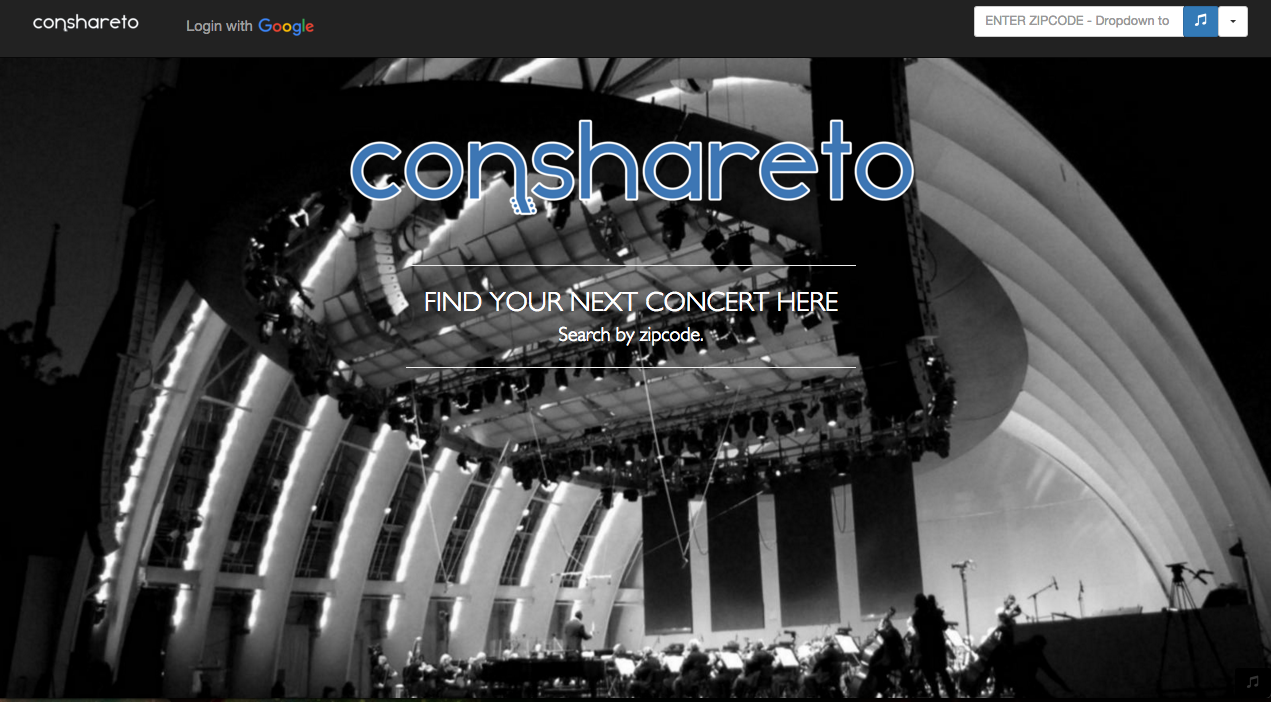 conshareto
Login with Google
ENTER ZIPCODE - Dropdown to
conshareto
FIND YOUR NEXT CONCERT HERE
Search by zipcode.